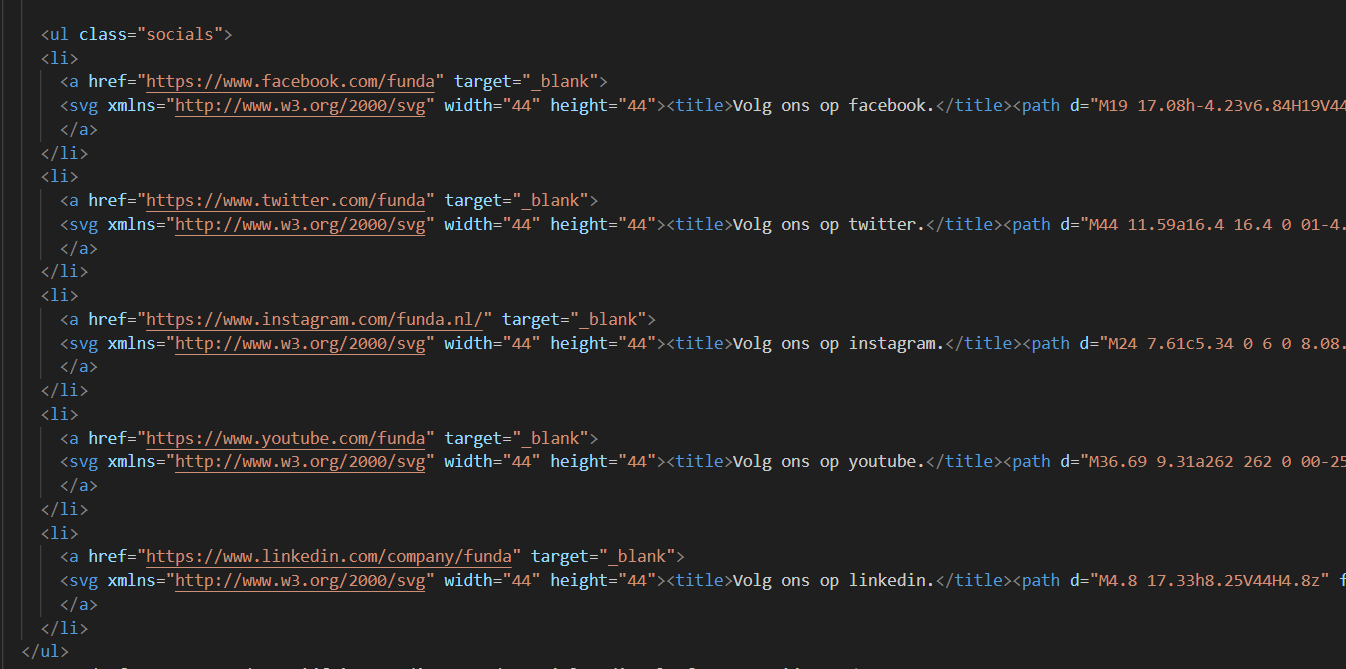 <ul class="socials">
<li>
<a href="https://www.facebook.com/funda" target="_blank">
<svg xmlns="http://www.w3.org/2000/svg" width="44" height="44"><title>Volg ons op facebook.</title><path d="M19 17.08h-4.23v6.84H19V44
</a>
</li>
<li>
<a href="https://www.twitter.com/funda" target="_blank">
<svg xmlns="http://www.w3.org/2000/svg" width="44" height="44"><title>Volg ons op twitter.</title><path d="M44 11.59a16.4 16.4 0 01-4.
</a>
</li>
<li>
<a href="https://www.instagram.com/funda.nl/" target="_blank">
<svg xmlns="http://www.w3.org/2000/svg" width="44" height="44"><title>Volg ons op instagram.</title><path d="M24 7.61c5.34 0 6 0 8.08.
</a>
</li>
<li>
<a href="https://www.youtube.com/funda" target="_blank">
<svg xmlns="http://www.w3.org/2000/svg" width="44" height="44"><title>Volg ons op youtube.</title><path d="M36.69 9.31a262 262 0 00-25
</a>
</li>
<li>
<a href="https://www.linkedin.com/company/funda" target="_blank">
<svg xmlns="http://www.w3.org/2000/svg" width="44" height="44"><title>Volg ons op linkedin.</title><path d="M4.8 17.33h8.25V44H4.8z" f
</a>
</li>
</ul>